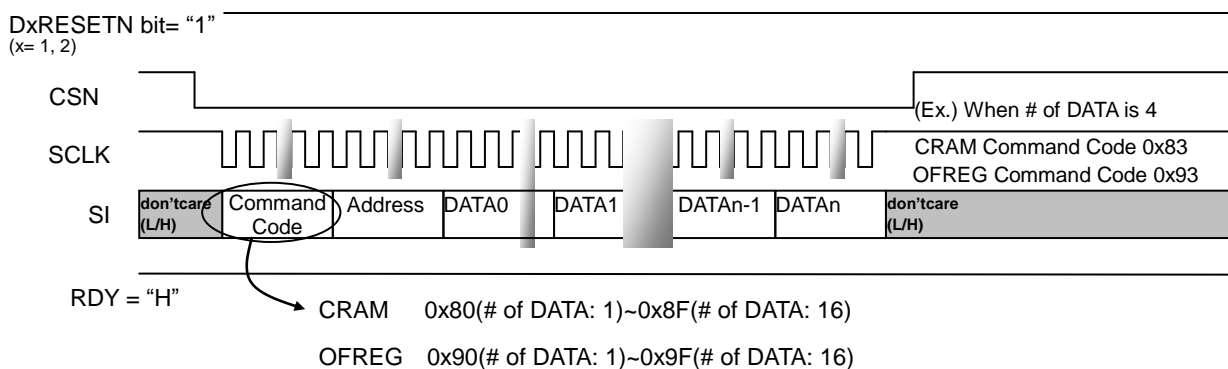 DxRESETN bit= “1”
(x= 1, 2)
CSN
(Ex.) When # of DATA is 4
SCLK
CRAM Command Code 0x83
OFREG Command Code 0x93
SI
don’tcare
(L/H)
Command
Code
Address
DATA0
DATA1
DATAn-1
DATAn
don’tcare
(L/H)
RDY = “H”
CRAM 0x80(# of DATA: 1)~0x8F(# of DATA: 16)
OFREG 0x90(# of DATA: 1)~0x9F(# of DATA: 16)